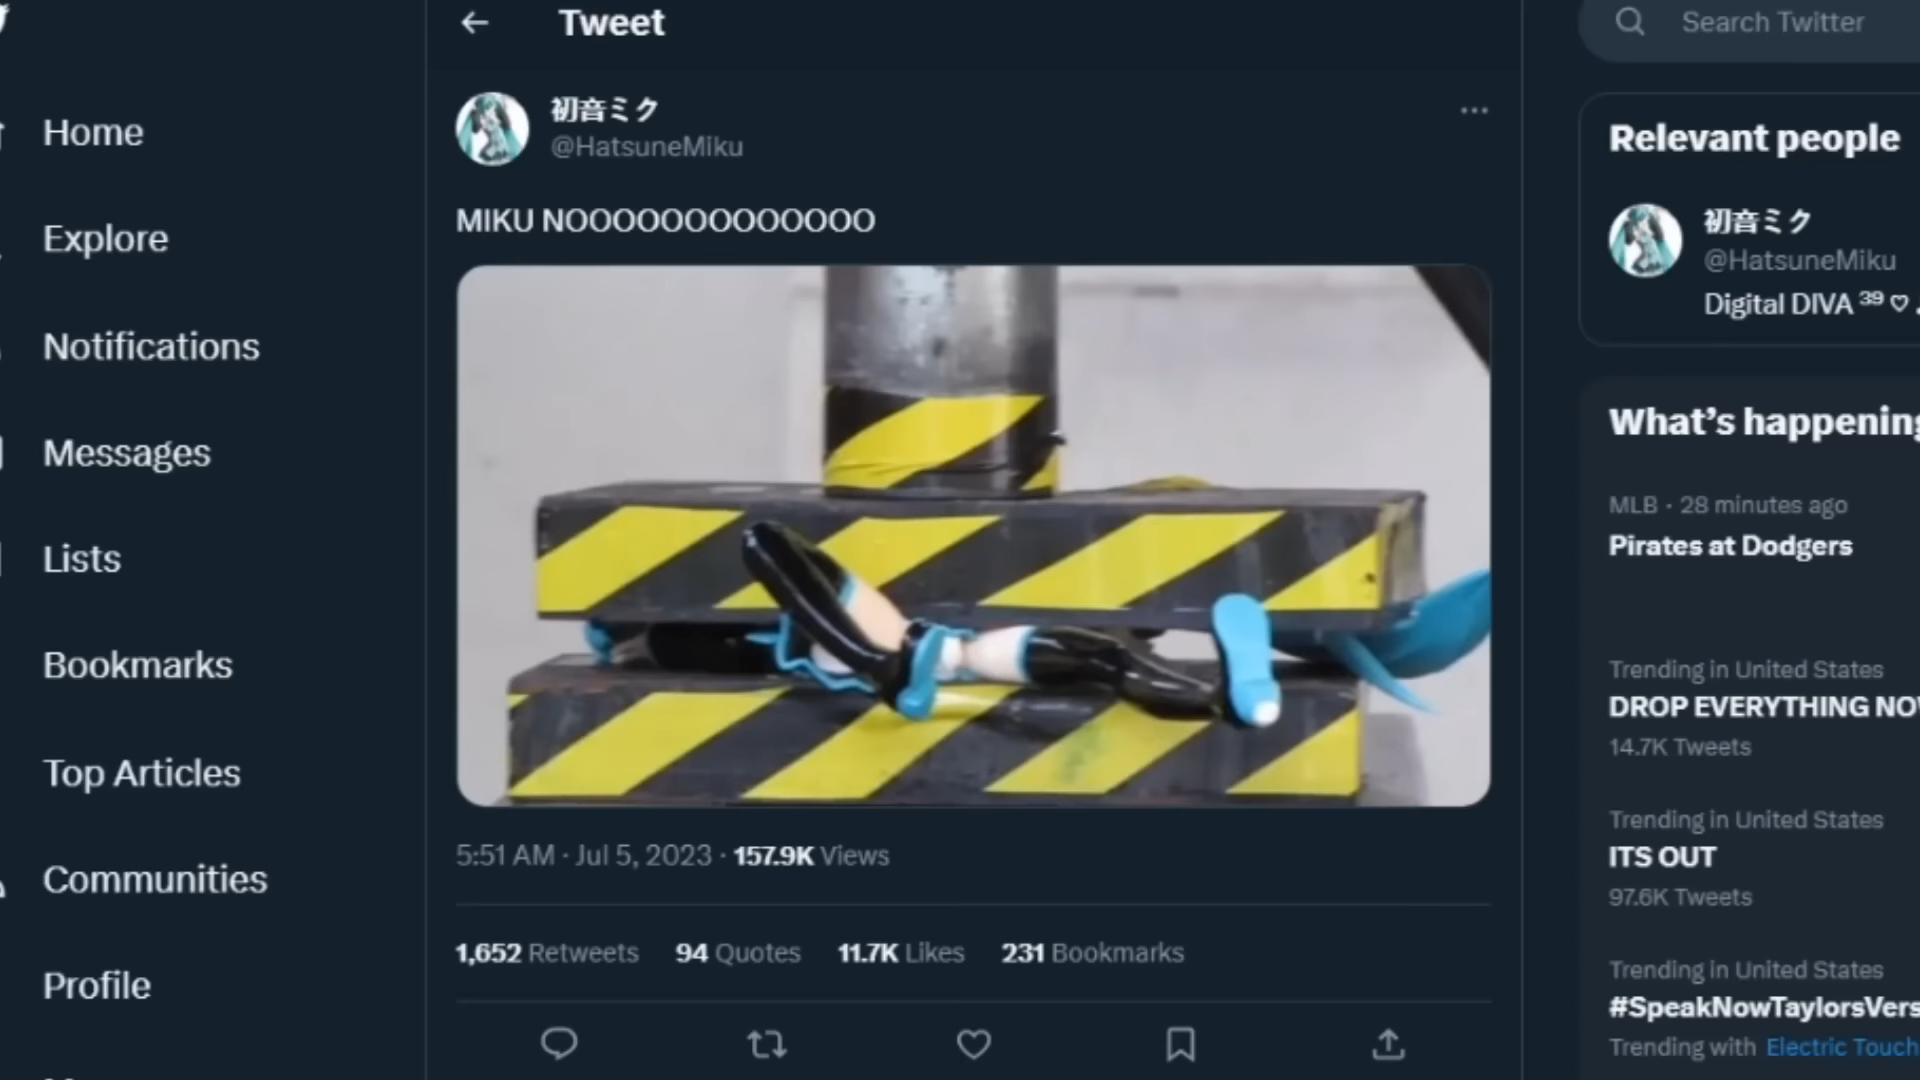 Tweet
Search Twitter
Home
Explore
Notifications
Messages
Lists
Bookmarks
Top Articles
Communities
Profile
初音ミク
@HatsuneMiku
MIKU NOOOOOOOOOOOOO
5:51 AM · Jul 5, 2023 · 157.9K Views
1,652 Retweets 94 Quotes 11.7K Likes 231 Bookmarks
Relevant people
初音ミク
@HatsuneMiku
Digital DIVA ³⁹ ♡
What's happening
MLB · 28 minutes ago
Pirates at Dodgers
Trending in United States
DROP EVERYTHING NOW
14.7K Tweets
Trending in United States
ITS OUT
97.6K Tweets
Trending in United States
#SpeakNowTaylorsVers
Trending with Electric Touch